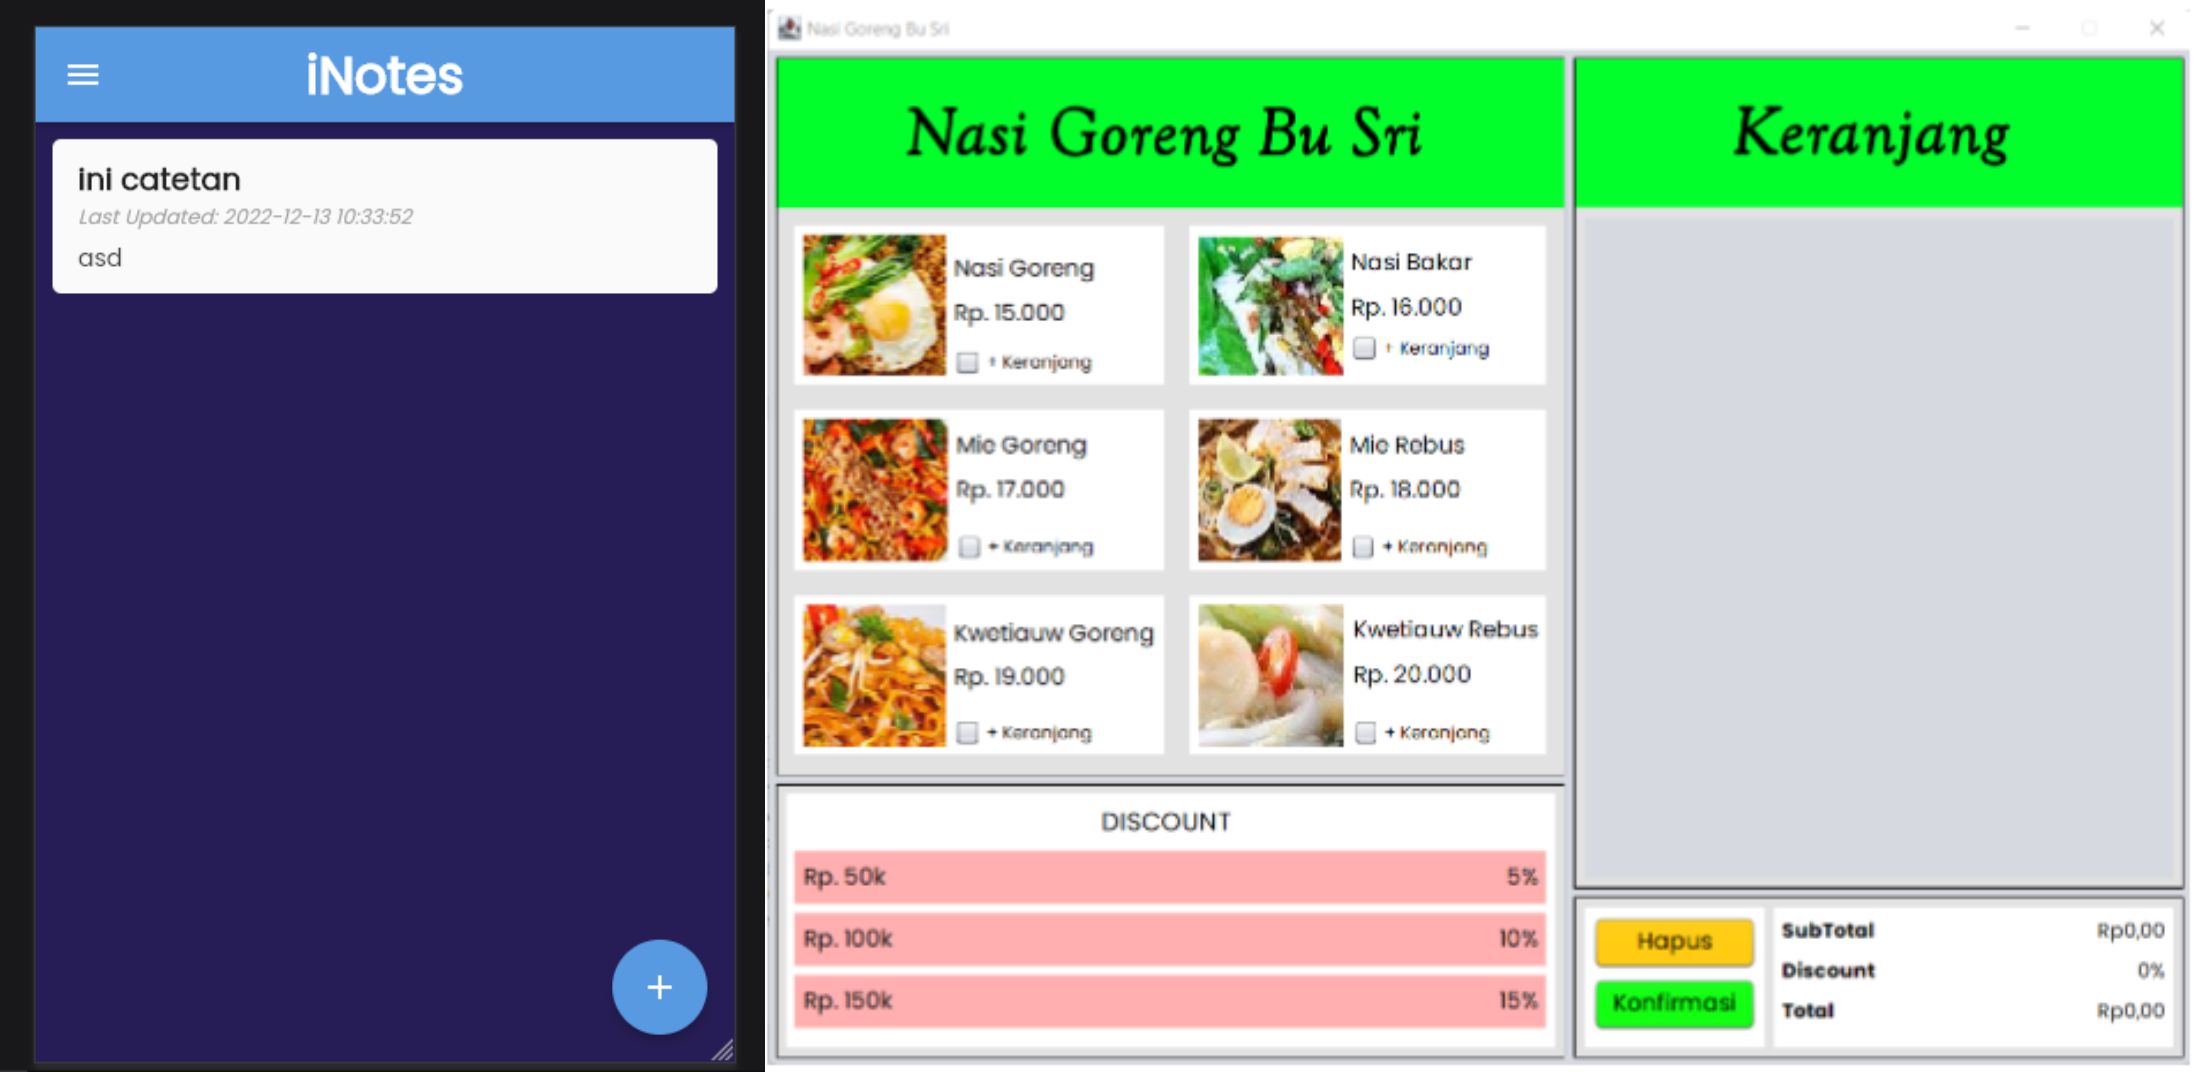 iNotes
ini catetan
Last Updated: 2022-12-13 10:33:52
asd
+
Nasi Goreng Bu Sri
Nasi Goreng Bu Sri
Nasi Goreng
Rp. 15.000
+ Keranjang
Nasi Bakar
Rp. 16.000
+ Keranjang
Mie Goreng
Rp. 17.000
+ Keranjang
Mie Rebus
Rp. 18.000
+ Keranjang
Kwetiauw Goreng
Rp. 19.000
+ Keranjang
Kwetiauw Rebus
Rp. 20.000
+ Keranjang
DISCOUNT
Rp. 50k 5%
Rp. 100k 10%
Rp. 150k 15%
Keranjang
Hapus
Konfirmasi
SubTotal Rp0,00
Discount 0%
Total Rp0,00